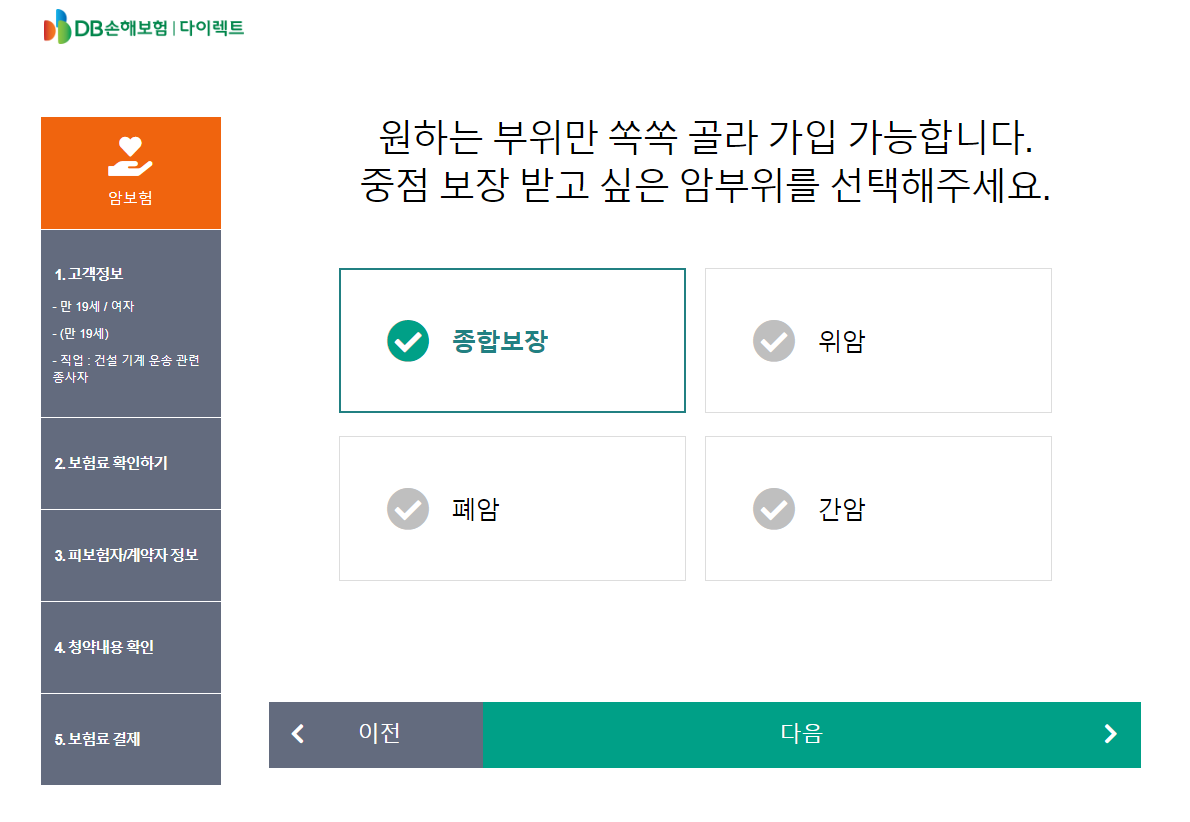 DB손해보험 | 다이렉트
원하는 부위만 쏙쏙 골라 가입 가능합니다.
중점 보장 받고 싶은 암부위를 선택해주세요.
암보험
1. 고객정보
- 만 19세 / 여자
- (만 19세)
- 직업 : 건설 기계 운송 관련
종사자
2. 보험료 확인하기
3. 피보험자/계약자 정보
4. 청약내용 확인
5. 보험료 결제
종합보장
위암
폐암
간암
이전
다음